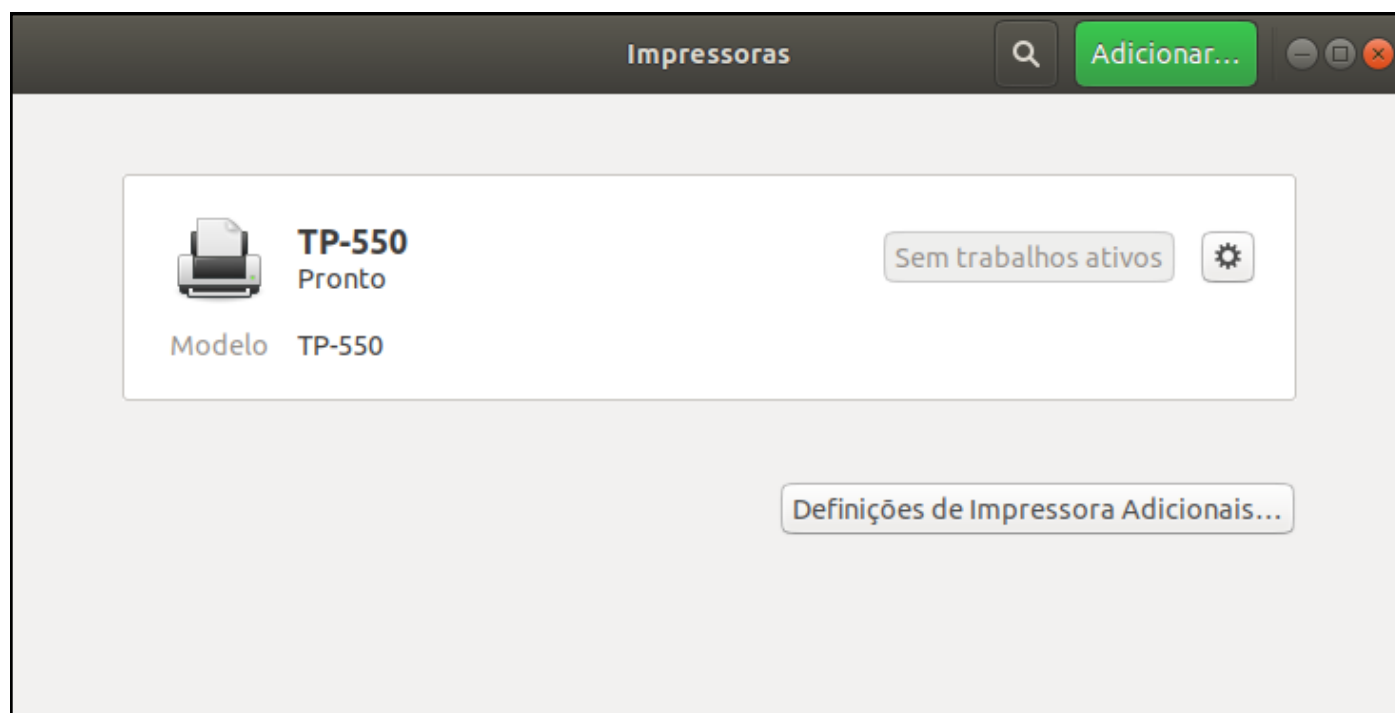 Impressoras
Adicionar...
TP-550
Pronto
Sem trabalhos ativos
Modelo TP-550
Definições de Impressora Adicionais...